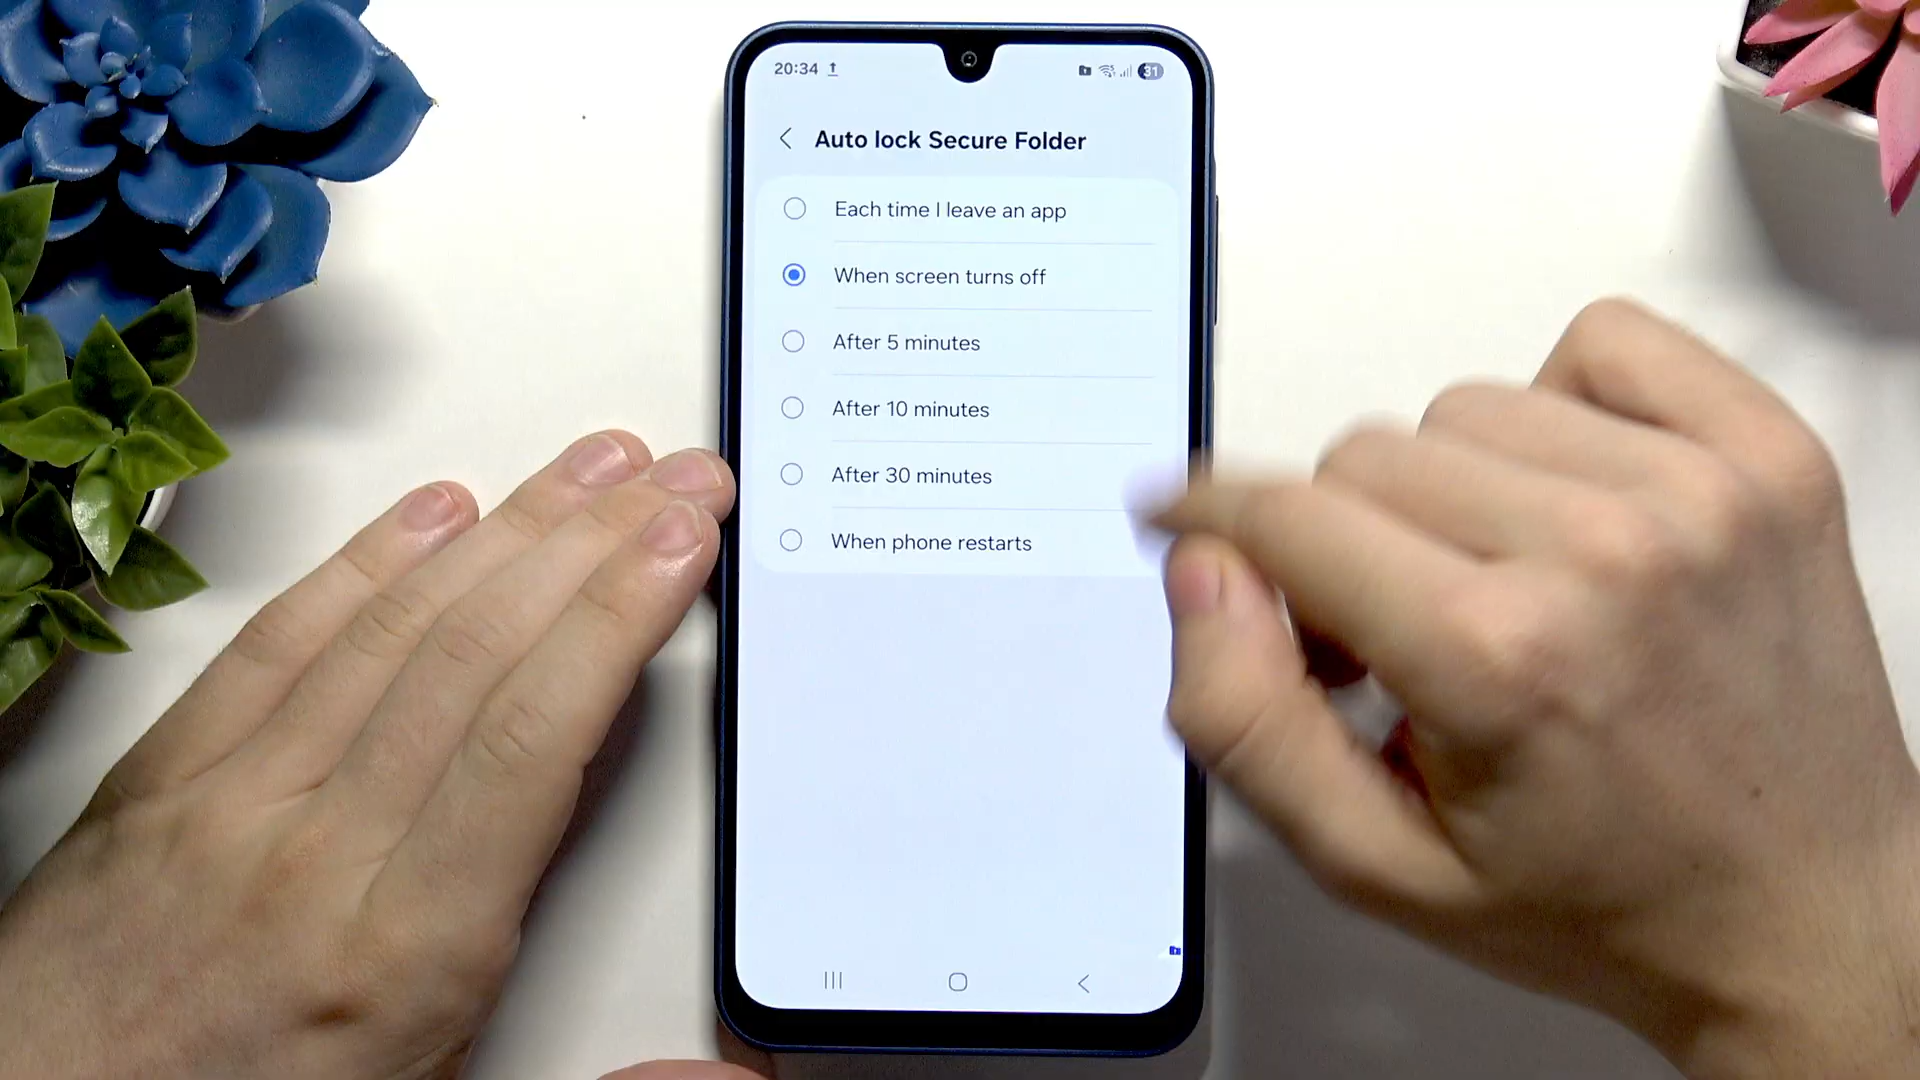 20:34
31
Auto lock Secure Folder
Each time I leave an app
When screen turns off
After 5 minutes
After 10 minutes
After 30 minutes
When phone restarts